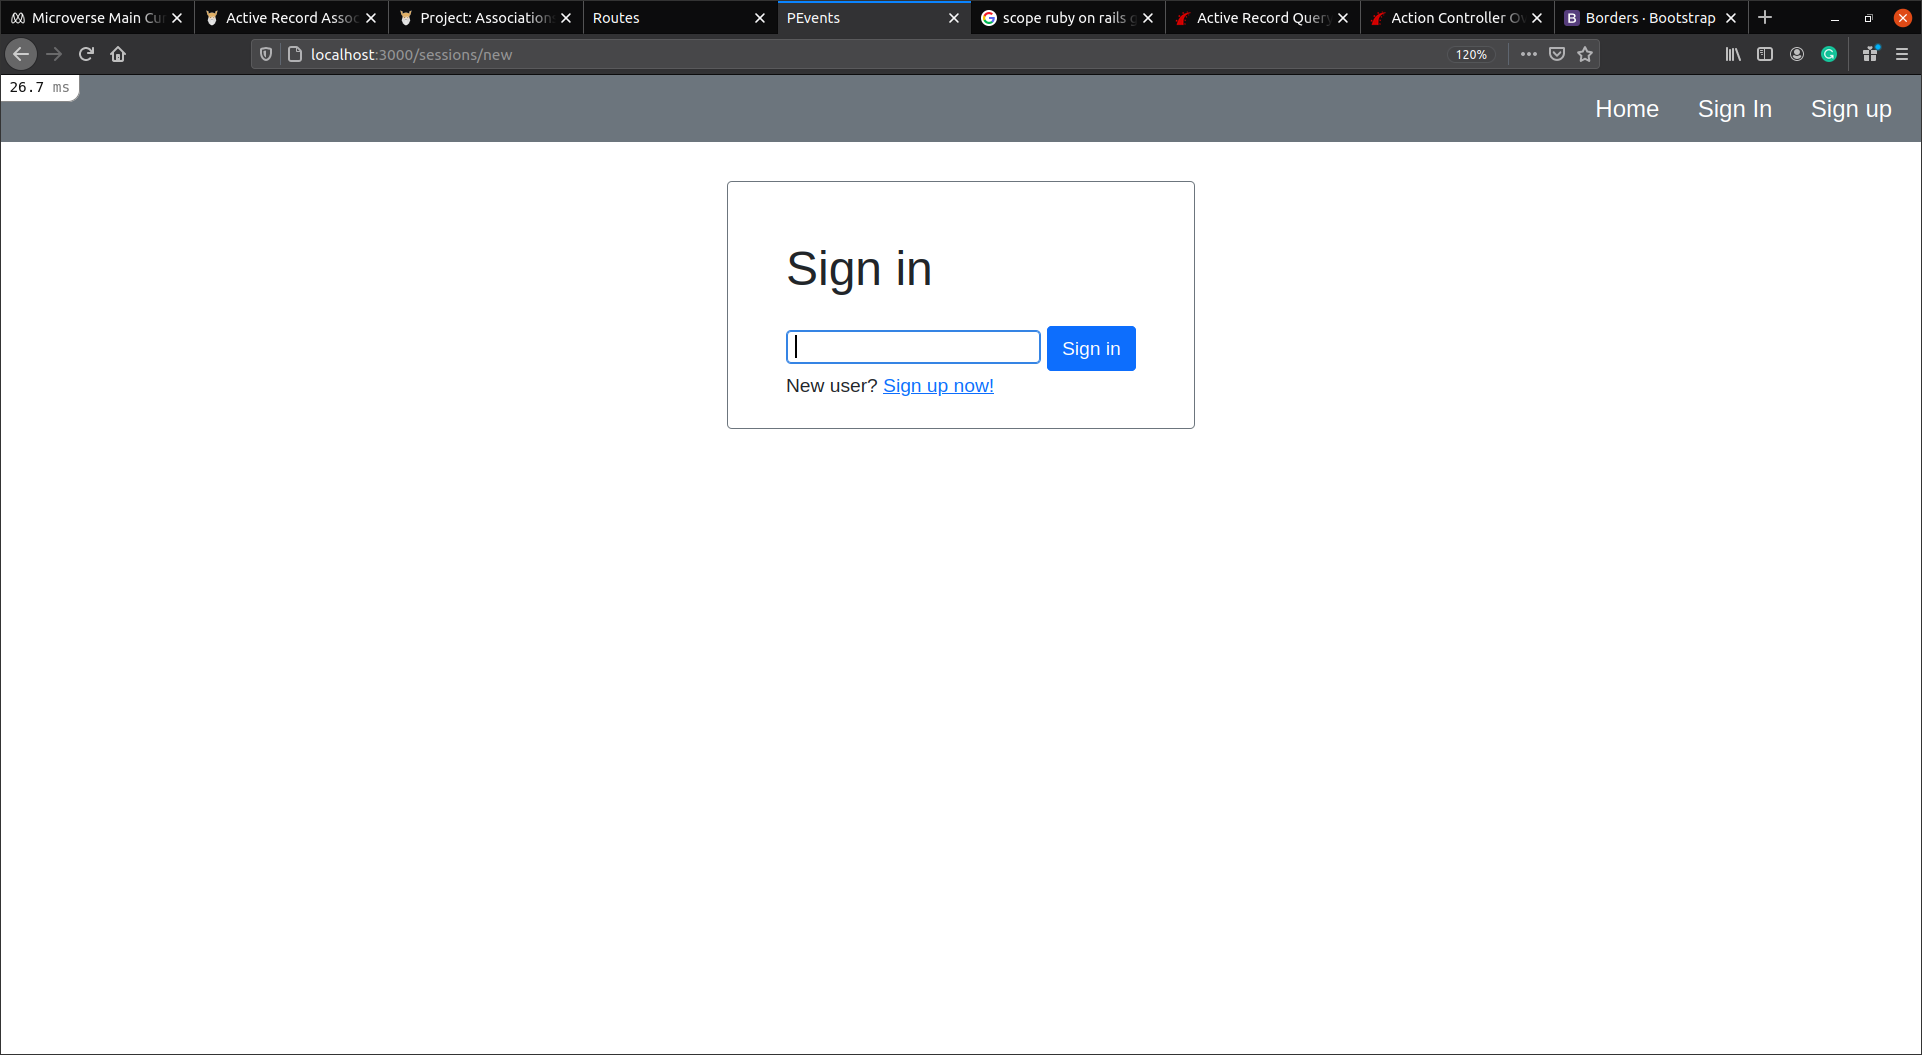 Microverse Main Cu
Active Record Assoc
Project: Association
Routes
PEvents
scope ruby on rails g
Active Record Query
Action Controller Ov
Borders · Bootstrap
localhost:3000/sessions/new
120%
26.7 ms
Home
Sign In
Sign up
Sign in
Sign in
New user? Sign up now!